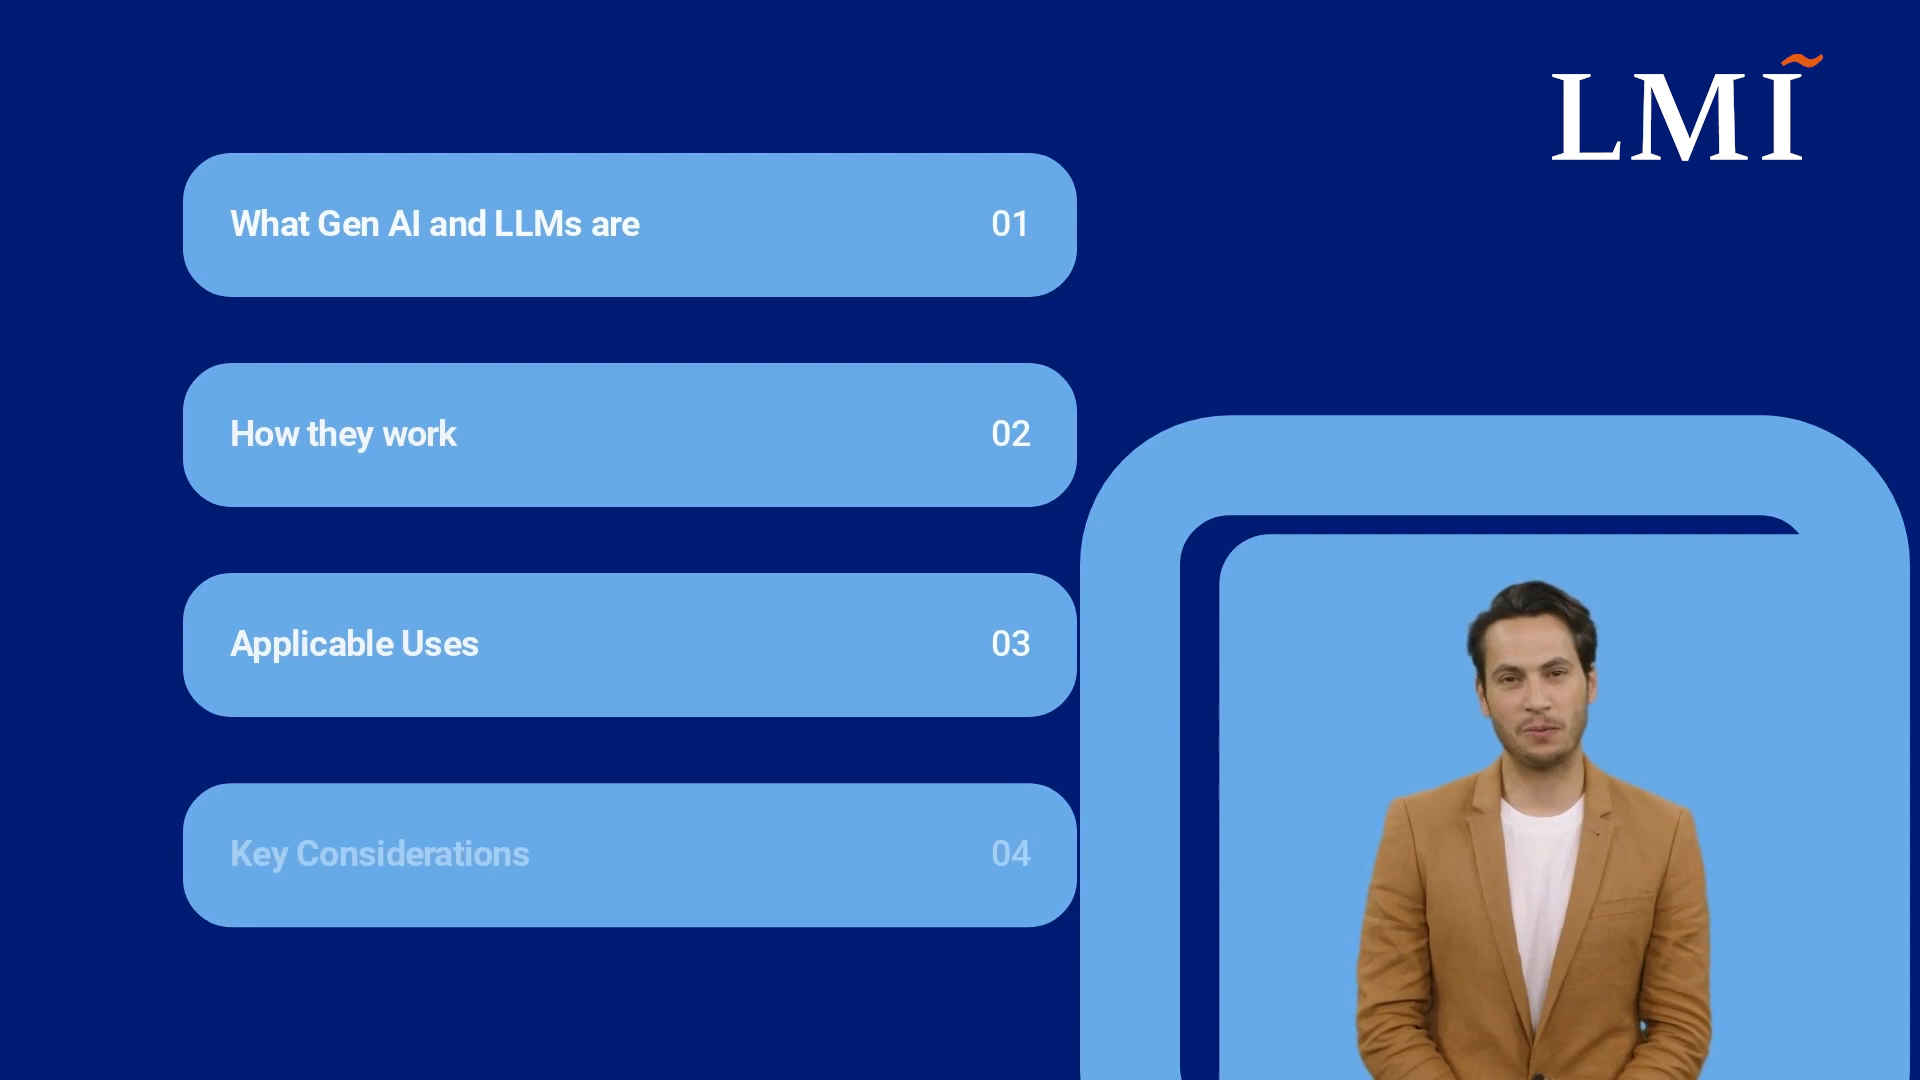 LMI
What Gen AI and LLMs are 01
How they work 02
Applicable Uses 03
Key Considerations 04